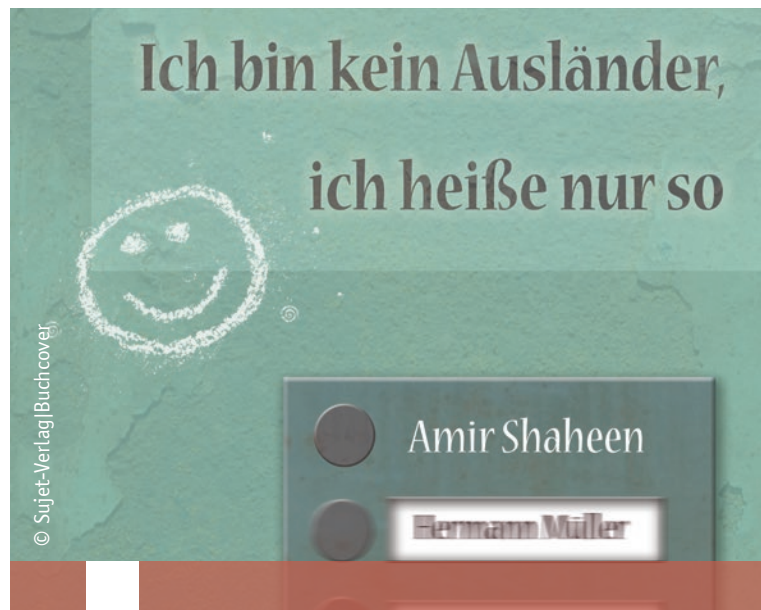 Ich bin kein Ausländer,
ich heiße nur so
Amir Shaheen
Hermann Müller
© Sujet-Verlag|Buchcover